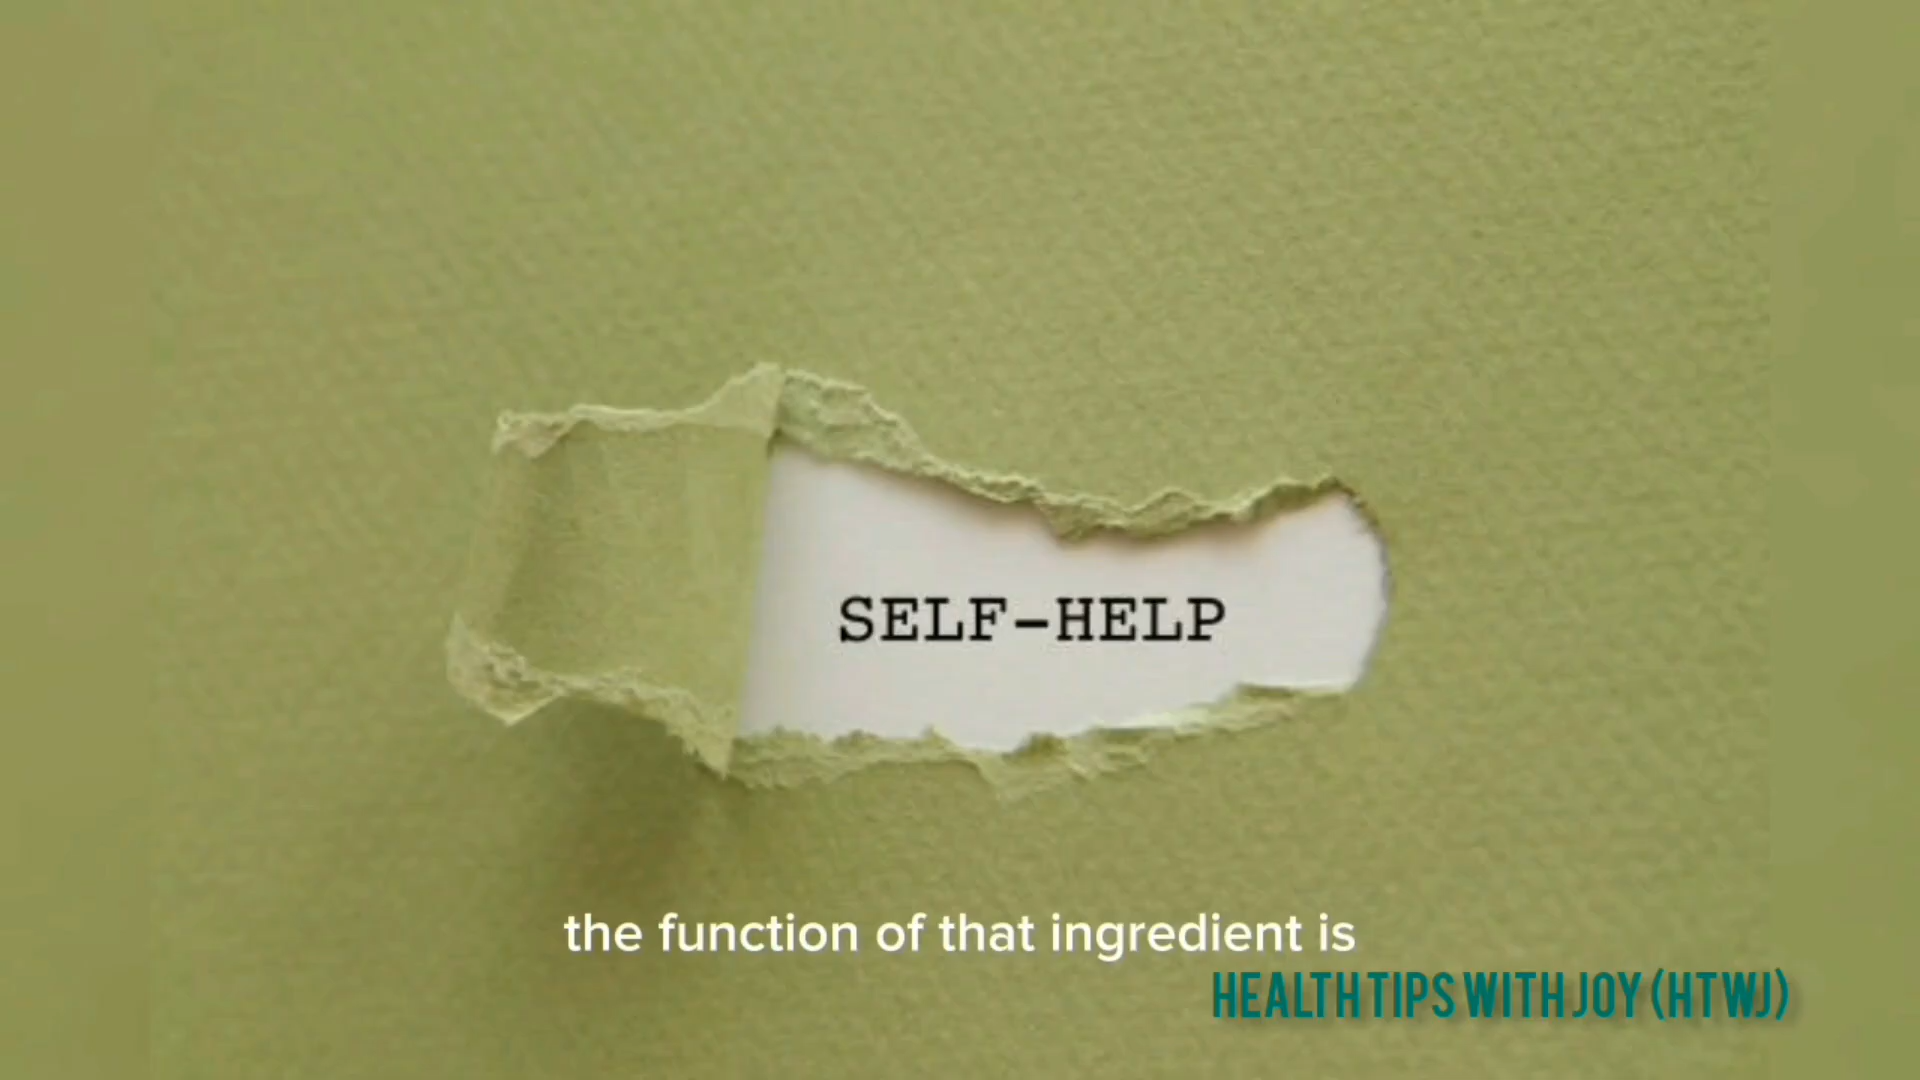 SELF-HELP
the function of that ingredient is
HEALTH TIPS WITH JOY (HTWJ)